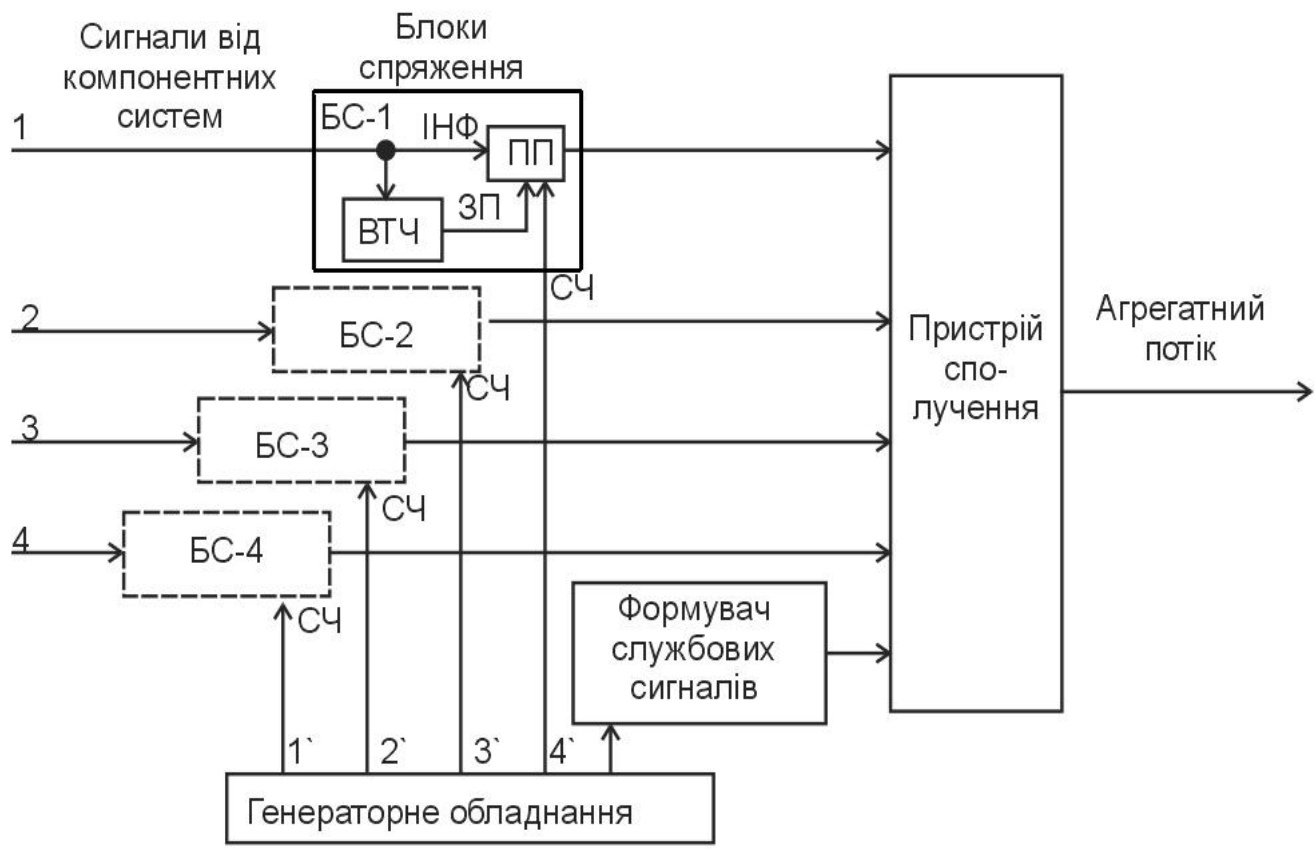 Сигнали від
компонентних
систем
Блоки
спряження
1
БС-1
ІНФ
ПП
ВТЧ
ЗП
СЧ
2
БС-2
СЧ
3
БС-3
СЧ
4
БС-4
СЧ
Пристрій
спо-
лучення
Агрегатний
потік
Формувач
службових
сигналів
1`
2`
3`
4`
Генераторне обладнання